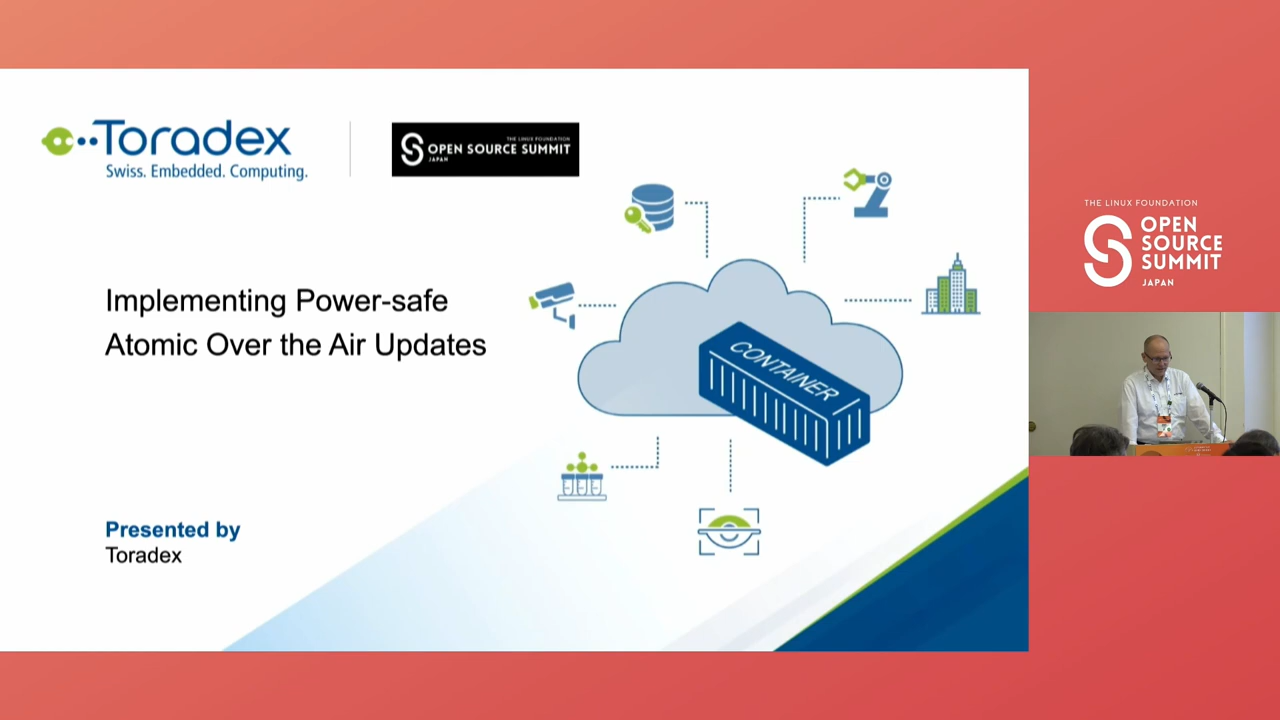 Toradex
Swiss. Embedded. Computing.
THE LINUX FOUNDATION
OPEN SOURCE SUMMIT
JAPAN
Implementing Power-safe
Atomic Over the Air Updates
CONTAINER
Presented by
Toradex
THE LINUX FOUNDATION
OPEN
SOURCE
SUMMIT
JAPAN